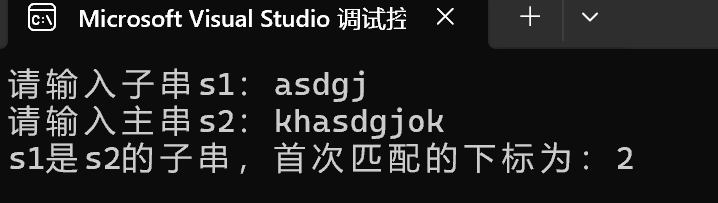 Microsoft Visual Studio 调试控
请输入子串s1：asdgj
请输入主串s2：khasdgjok
s1是s2的子串，首次匹配的下标为：2